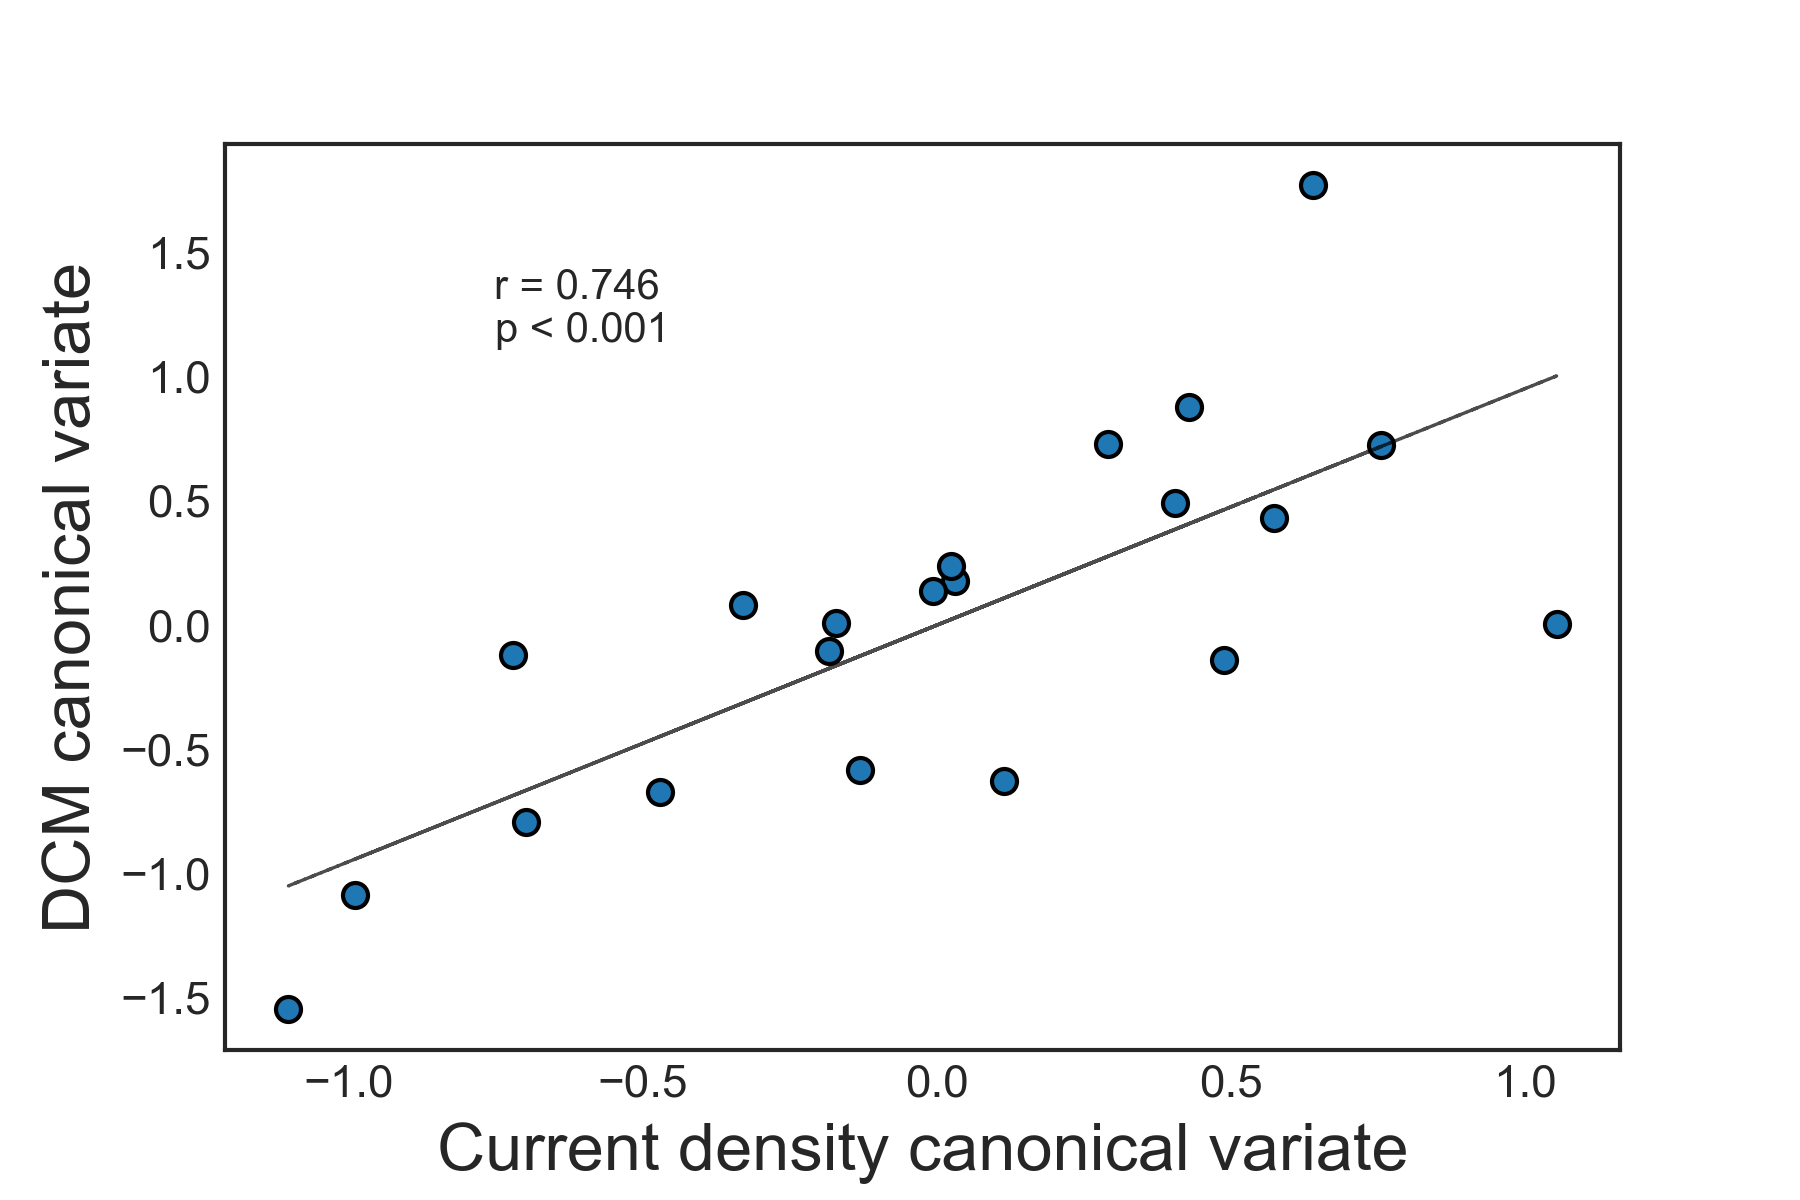 r = 0.746
p < 0.001
DCM canonical variate
1.5
1.0
0.5
0.0
−0.5
−1.0
−1.5
−1.0 −0.5 0.0 0.5 1.0
Current density canonical variate